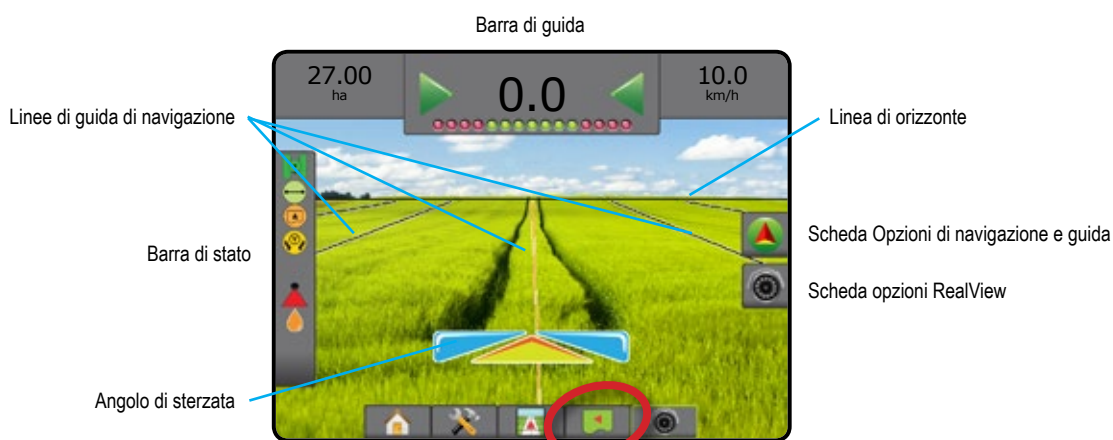 Barra di guida
27.00
ha
0.0
10.0
km/h
Linee di guida di navigazione
Linea di orizzonte
Barra di stato
Scheda Opzioni di navigazione e guida
Scheda opzioni RealView
Angolo di sterzata